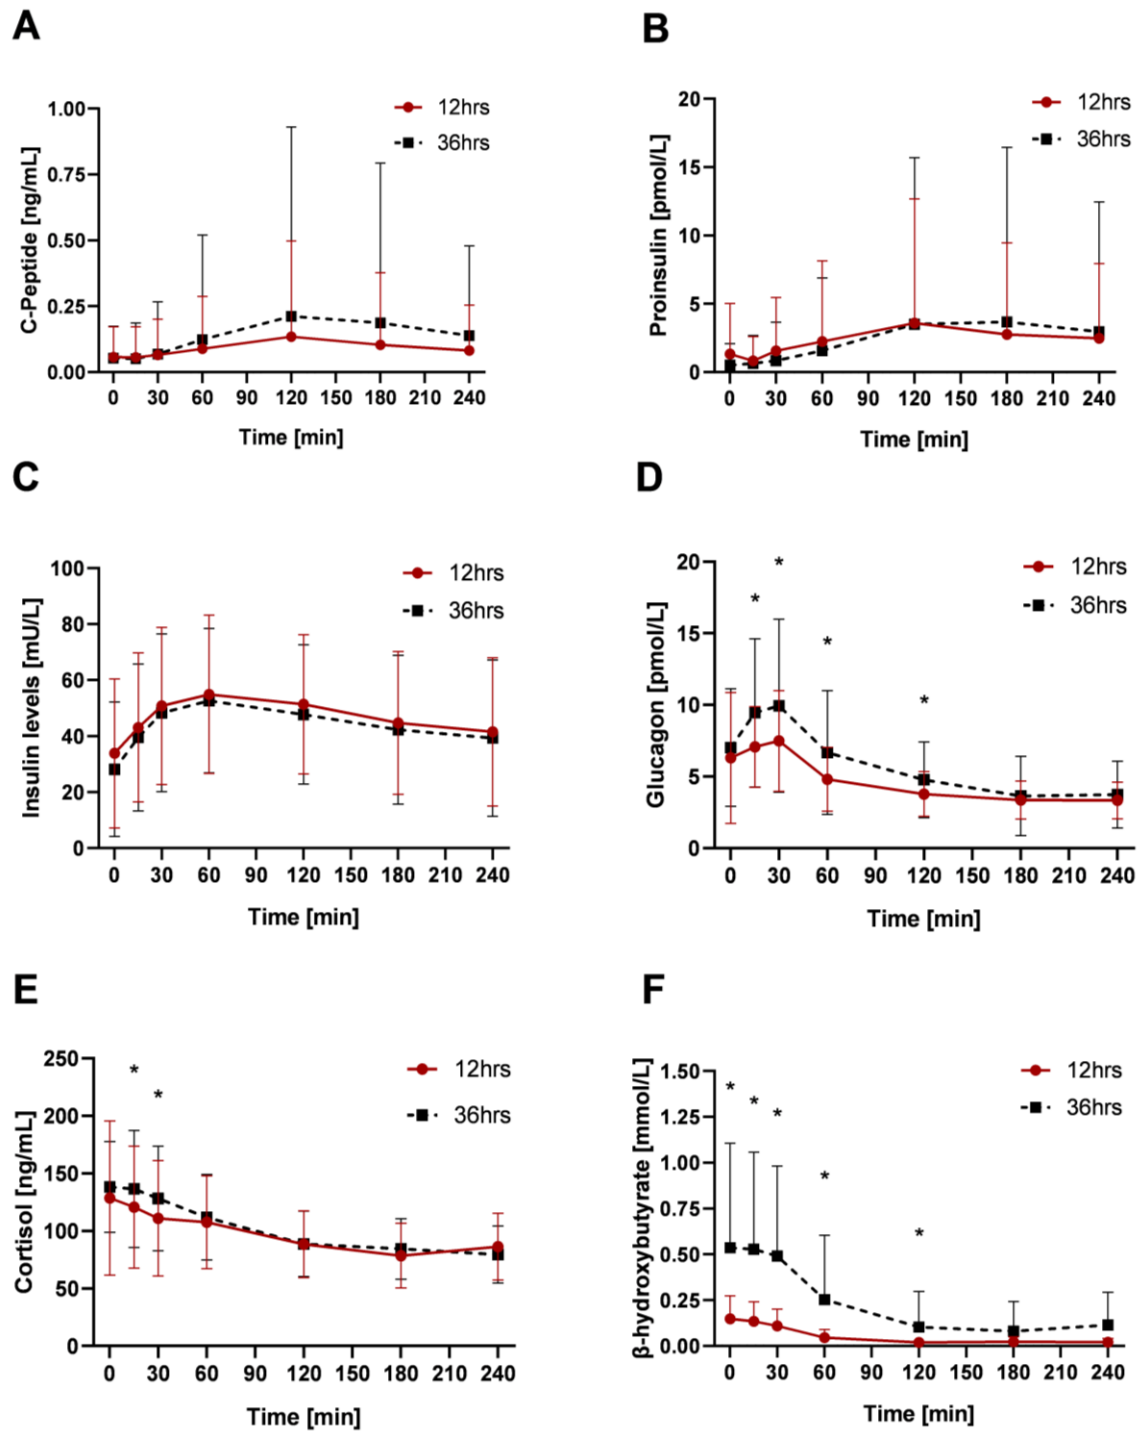 A
B
12hrs
36hrs
C-Peptide [ng/mL]
1.00
0.75
0.50
0.25
0.00
0 30 60 90 120 150 180 210 240
Time [min]
12hrs
36hrs
Proinsulin [pmol/L]
20
15
10
5
0
0 30 60 90 120 150 180 210 240
Time [min]
C
D
12hrs
36hrs
Insulin levels [mU/L]
100
80
60
40
20
0
0 30 60 90 120 150 180 210 240
Time [min]
12hrs
36hrs
Glucagon [pmol/L]
20
15
10
5
0
* * * *
0 30 60 90 120 150 180 210 240
Time [min]
E
F
12hrs
36hrs
Cortisol [ng/mL]
250
200
150
100
50
0
* *
0 30 60 90 120 150 180 210 240
Time [min]
12hrs
36hrs
β-hydroxybutyrate [mmol/L]
1.50
1.25
1.00
0.75
0.50
0.25
0.00
* * * * *
0 30 60 90 120 150 180 210 240
Time [min]